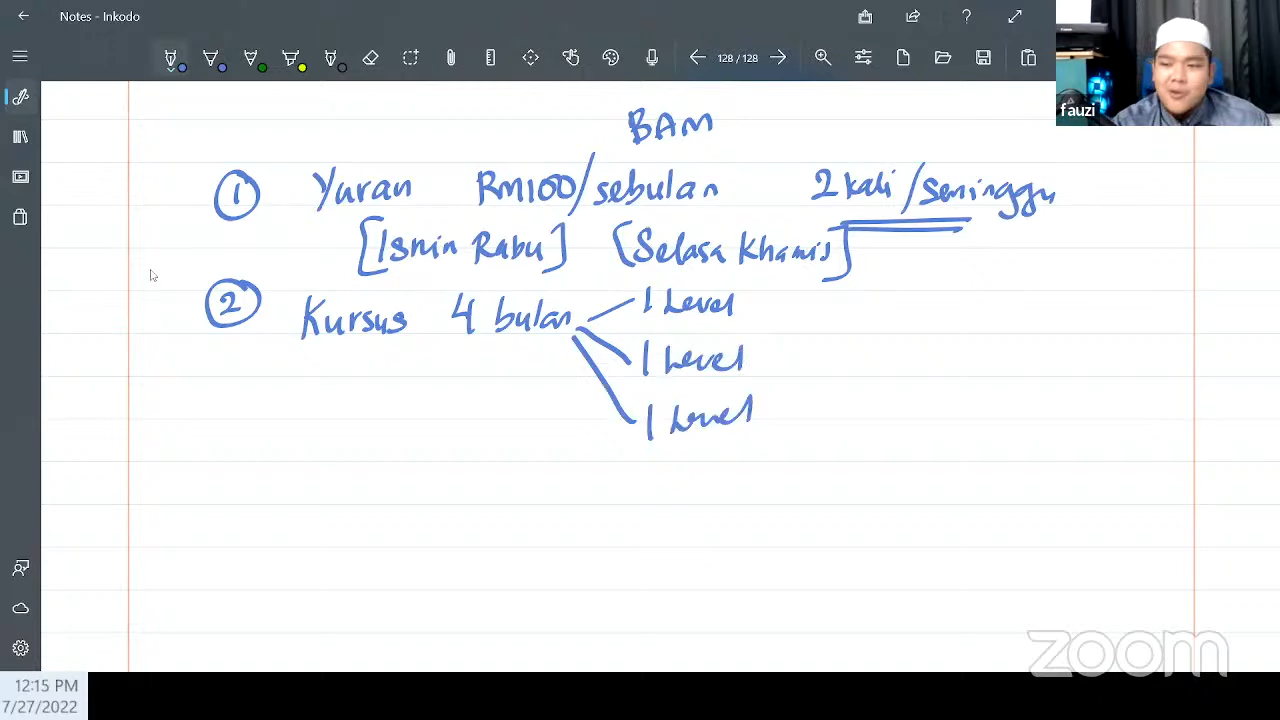 Notes - Inkodo
128 / 128
fauzi
BAM
1 Yuran RM100/sebulan 2 kali/seminggu
[Isnin Rabu] [Selasa Khamis]
2 Kursus 4 bulan 1 Level
1 Level
1 Level
zoom
12:15 PM
7/27/2022